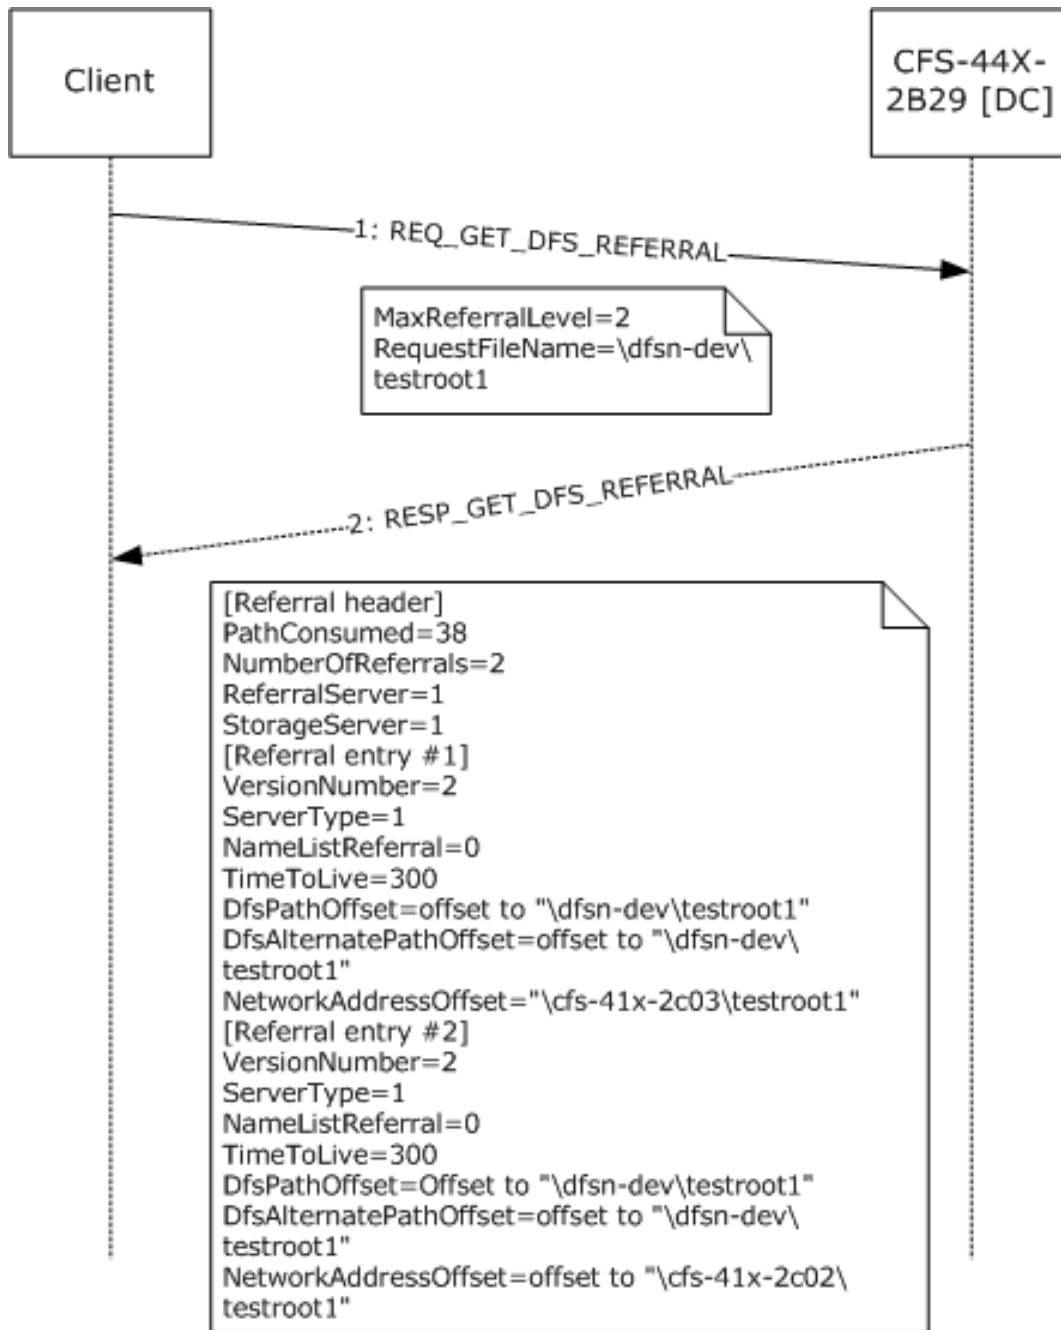 Client
CFS-44X-
2B29 [DC]
1: REQ_GET_DFS_REFERRAL
MaxReferralLevel=2
RequestFileName=\dfsn-dev\
testroot1
2: RESP_GET_DFS_REFERRAL
[Referral header]
PathConsumed=38
NumberOfReferrals=2
ReferralServer=1
StorageServer=1
[Referral entry #1]
VersionNumber=2
ServerType=1
NameListReferral=0
TimeToLive=300
DfsPathOffset=offset to "\dfsn-dev\testroot1"
DfsAlternatePathOffset=offset to "\dfsn-dev\
testroot1"
NetworkAddressOffset="\cfs-41x-2c03\testroot1"
[Referral entry #2]
VersionNumber=2
ServerType=1
NameListReferral=0
TimeToLive=300
DfsPathOffset=Offset to "\dfsn-dev\testroot1"
DfsAlternatePathOffset=offset to "\dfsn-dev\
testroot1"
NetworkAddressOffset=offset to "\cfs-41x-2c02\
testroot1"